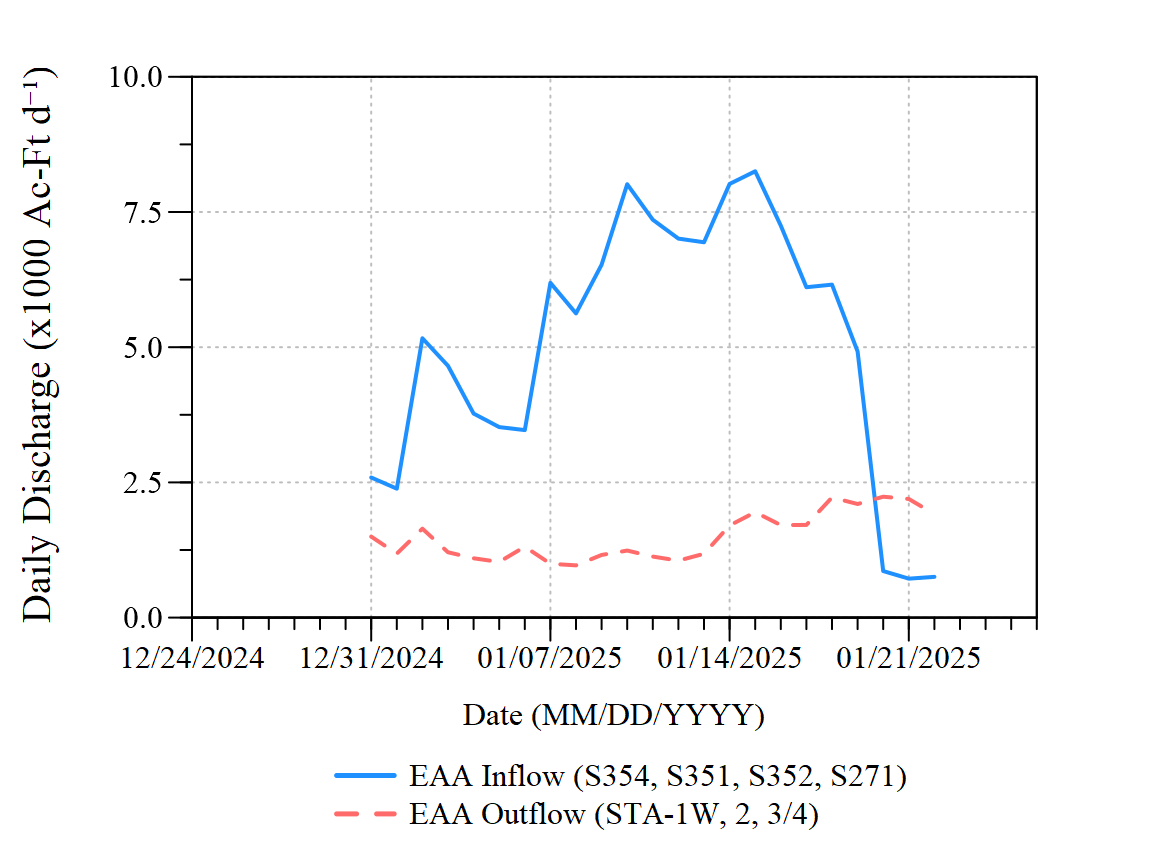 Daily Discharge (x1000 Ac-Ft d⁻¹)
10.0
7.5
5.0
2.5
0.0
12/24/2024 12/31/2024 01/07/2025 01/14/2025 01/21/2025
Date (MM/DD/YYYY)
EAA Inflow (S354, S351, S352, S271)
EAA Outflow (STA-1W, 2, 3/4)